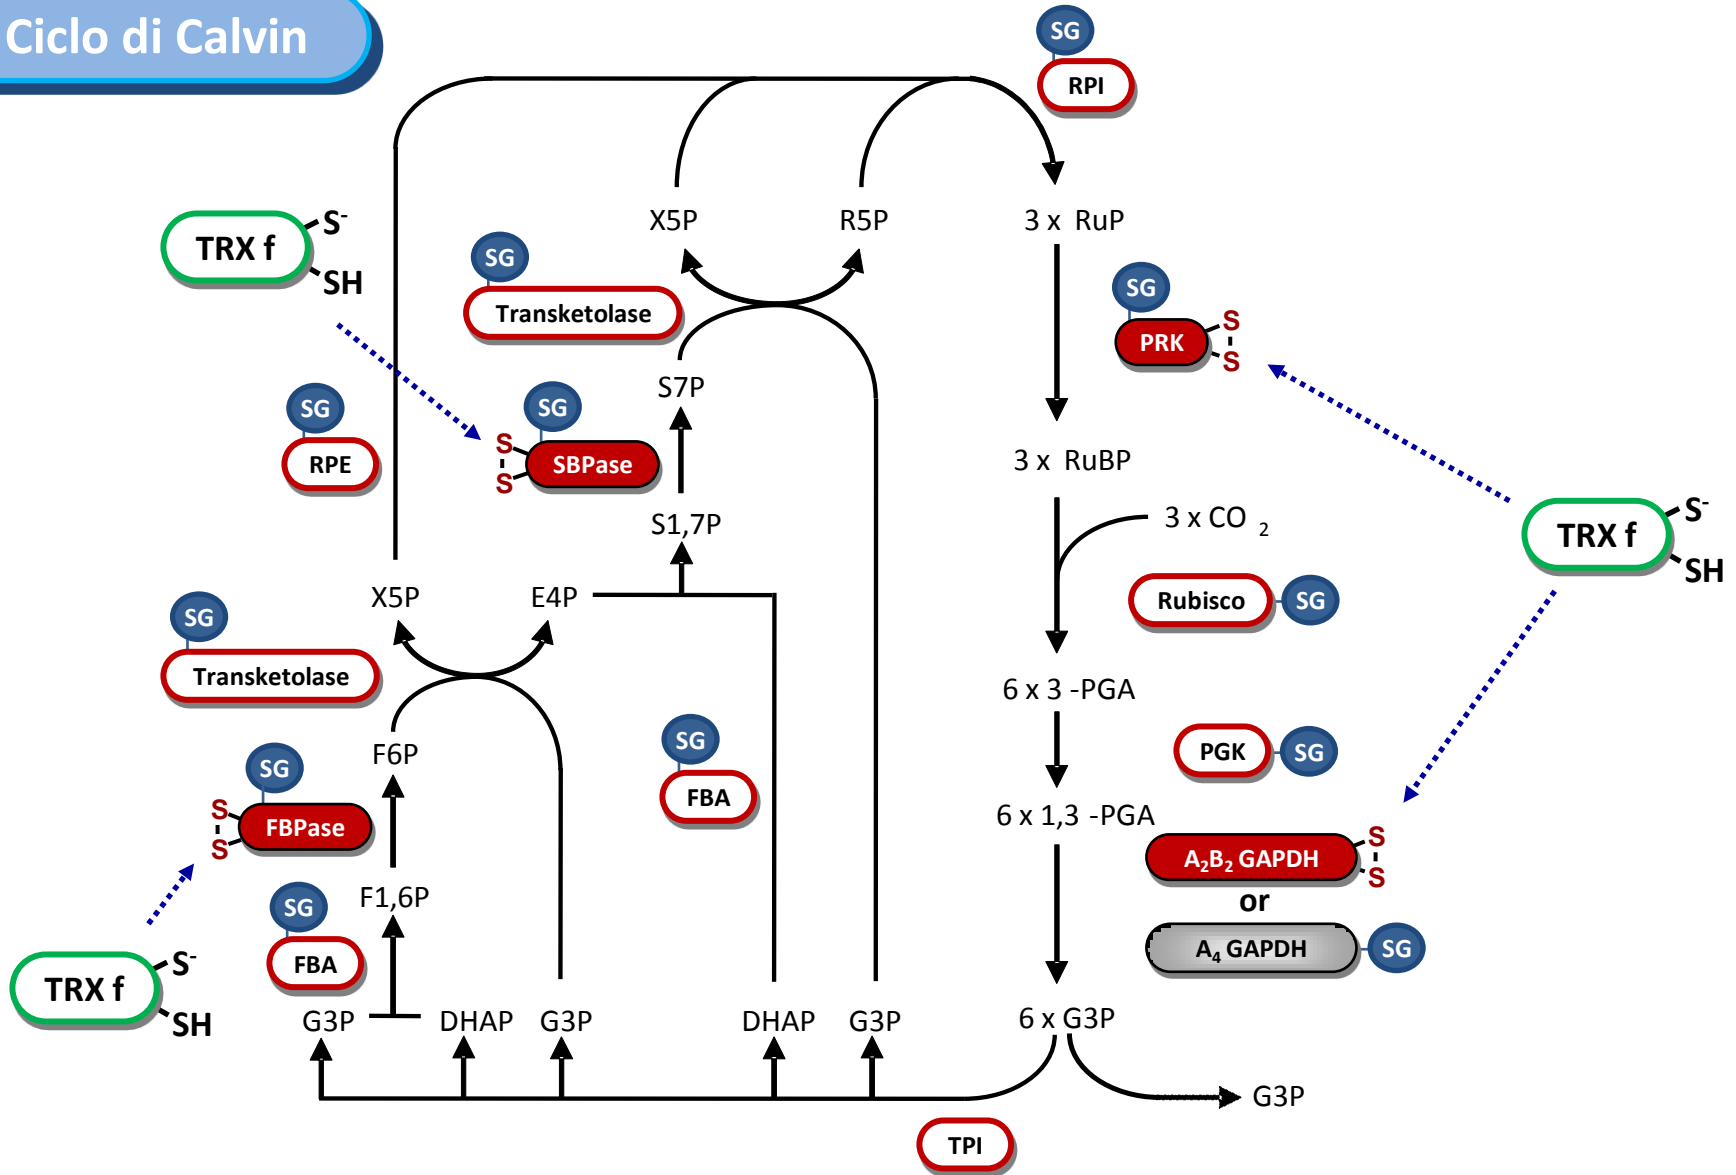 Ciclo di Calvin
SG
RPI
TRX f
S-
SH
X5P
R5P
3 x RuP
SG
Transketolase
SG
PRK
S
S
SG
RPE
S7P
SG
S
S
SBPase
3 x RuBP
S1,7P
3 x CO 2
TRX f
S-
SH
X5P
E4P
Rubisco
SG
SG
Transketolase
6 x 3 -PGA
F6P
SG
FBA
PGK
SG
SG
S
S
FBPase
6 x 1,3 -PGA
A2B2 GAPDH
S
S
or
A4 GAPDH
SG
F1,6P
SG
FBA
TRX f
S-
SH
G3P
DHAP
G3P
DHAP
G3P
6 x G3P
G3P
TPI